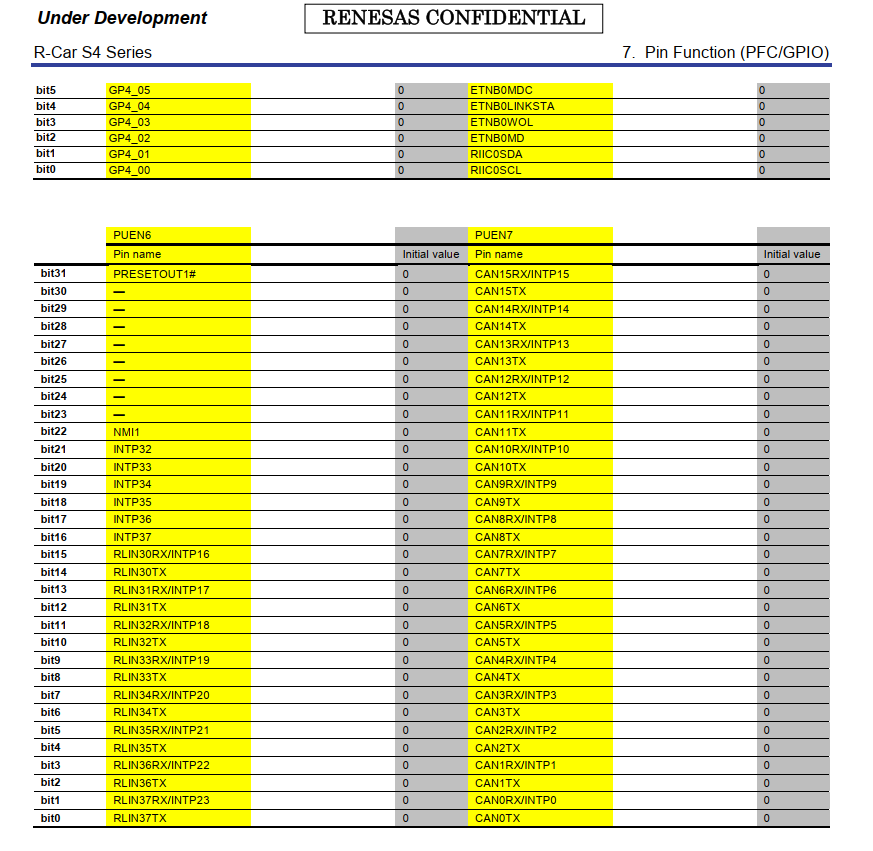 Under Development
RENESAS CONFIDENTIAL
R-Car S4 Series 7. Pin Function (PFC/GPIO)
bit5 GP4_05 0 ETNB0MDC 0
bit4 GP4_04 0 ETNB0LINKSTA 0
bit3 GP4_03 0 ETNB0WOL 0
bit2 GP4_02 0 ETNB0MD 0
bit1 GP4_01 0 RIIC0SDA 0
bit0 GP4_00 0 RIIC0SCL 0
PUEN6 PUEN7
Pin name Initial value Pin name Initial value
bit31 PRESETOUT1# 0 CAN15RX/INTP15 0
bit30 — 0 CAN15TX 0
bit29 — 0 CAN14RX/INTP14 0
bit28 — 0 CAN14TX 0
bit27 — 0 CAN13RX/INTP13 0
bit26 — 0 CAN13TX 0
bit25 — 0 CAN12RX/INTP12 0
bit24 — 0 CAN12TX 0
bit23 — 0 CAN11RX/INTP11 0
bit22 NMI1 0 CAN11TX 0
bit21 INTP32 0 CAN10RX/INTP10 0
bit20 INTP33 0 CAN10TX 0
bit19 INTP34 0 CAN9RX/INTP9 0
bit18 INTP35 0 CAN9TX 0
bit17 INTP36 0 CAN8RX/INTP8 0
bit16 INTP37 0 CAN8TX 0
bit15 RLIN30RX/INTP16 0 CAN7RX/INTP7 0
bit14 RLIN30TX 0 CAN7TX 0
bit13 RLIN31RX/INTP17 0 CAN6RX/INTP6 0
bit12 RLIN31TX 0 CAN6TX 0
bit11 RLIN32RX/INTP18 0 CAN5RX/INTP5 0
bit10 RLIN32TX 0 CAN5TX 0
bit9 RLIN33RX/INTP19 0 CAN4RX/INTP4 0
bit8 RLIN33TX 0 CAN4TX 0
bit7 RLIN34RX/INTP20 0 CAN3RX/INTP3 0
bit6 RLIN34TX 0 CAN3TX 0
bit5 RLIN35RX/INTP21 0 CAN2RX/INTP2 0
bit4 RLIN35TX 0 CAN2TX 0
bit3 RLIN36RX/INTP22 0 CAN1RX/INTP1 0
bit2 RLIN36TX 0 CAN1TX 0
bit1 RLIN37RX/INTP23 0 CAN0RX/INTP0 0
bit0 RLIN37TX 0 CAN0TX 0